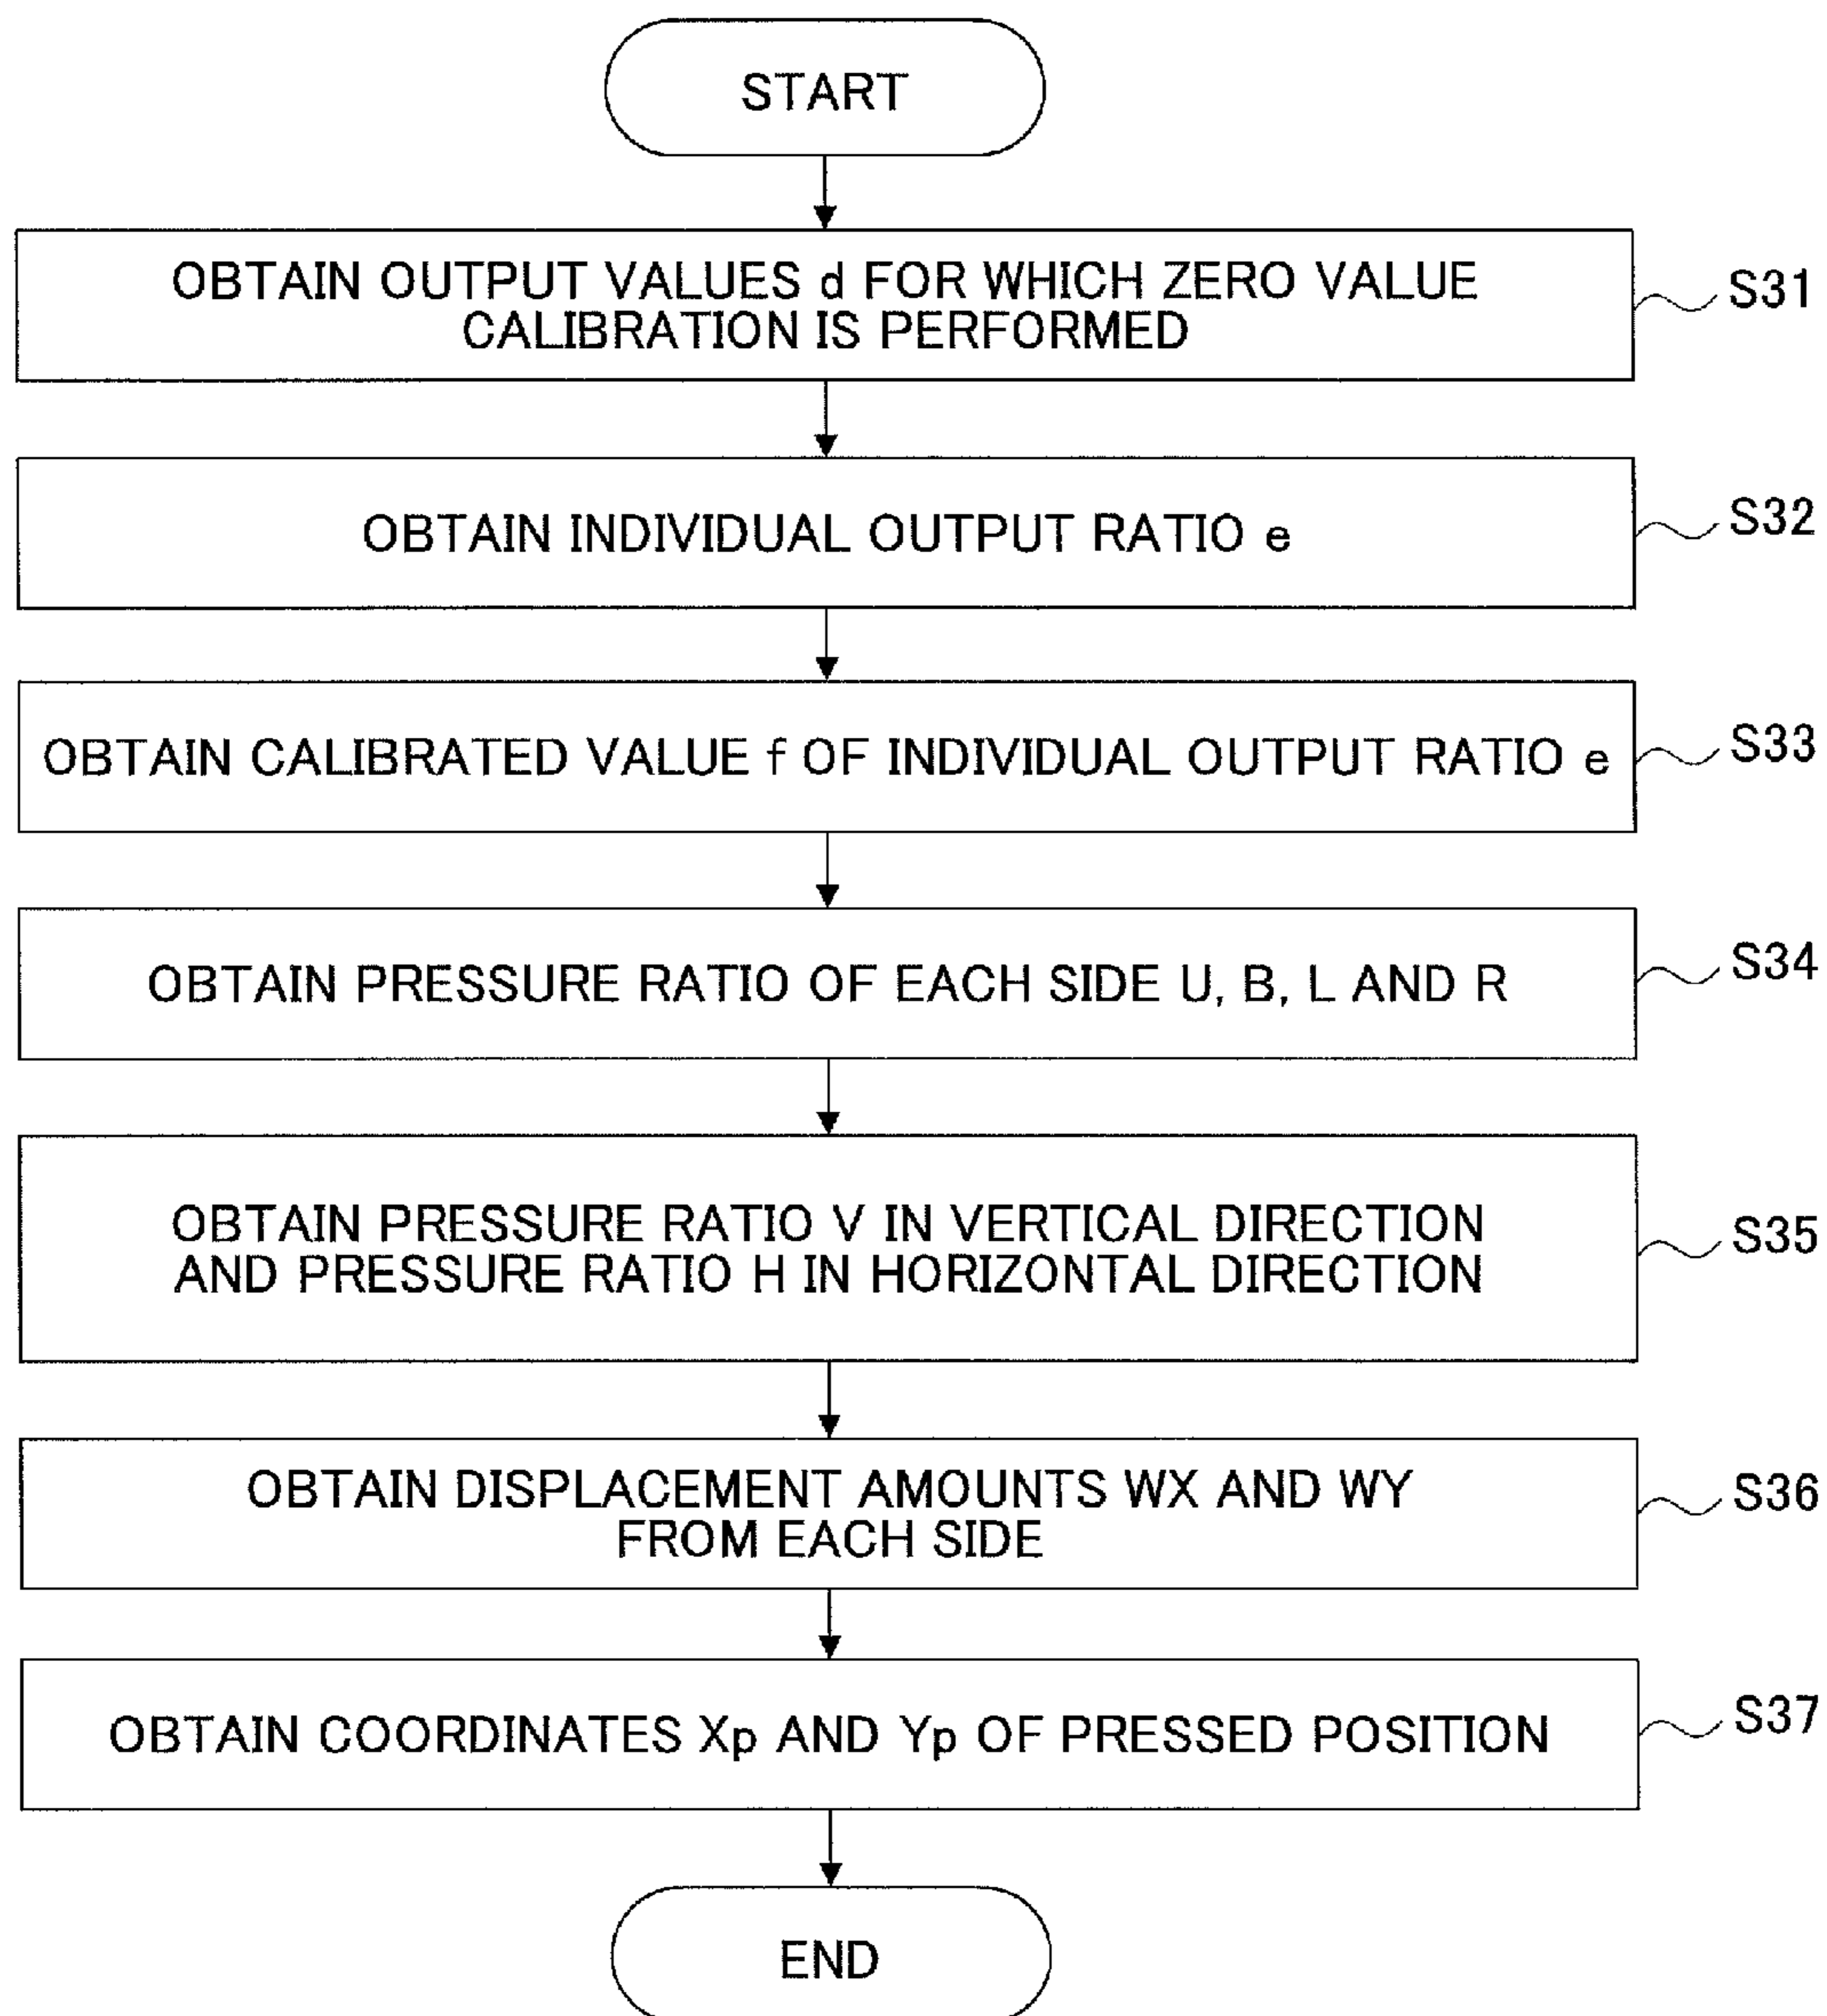 START
OBTAIN OUTPUT VALUES d FOR WHICH ZERO VALUE
CALIBRATION IS PERFORMED
S31
OBTAIN INDIVIDUAL OUTPUT RATIO e
S32
OBTAIN CALIBRATED VALUE f OF INDIVIDUAL OUTPUT RATIO e
S33
OBTAIN PRESSURE RATIO OF EACH SIDE U, B, L AND R
S34
OBTAIN PRESSURE RATIO V IN VERTICAL DIRECTION
AND PRESSURE RATIO H IN HORIZONTAL DIRECTION
S35
OBTAIN DISPLACEMENT AMOUNTS WX AND WY
FROM EACH SIDE
S36
OBTAIN COORDINATES Xp AND Yp OF PRESSED POSITION
S37
END